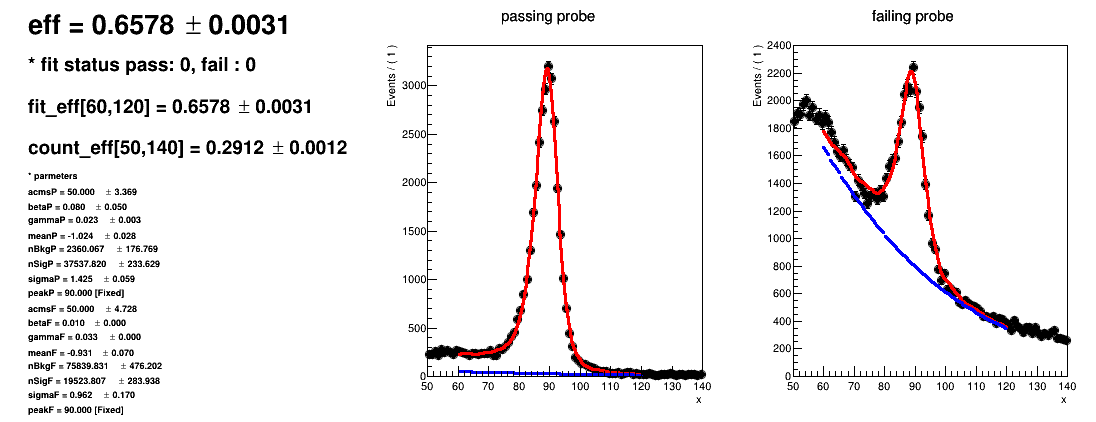 eff = 0.6578 ± 0.0031
* fit status pass: 0, fail : 0
fit_eff[60,120] = 0.6578 ± 0.0031
count_eff[50,140] = 0.2912 ± 0.0012
* parmeters
acmsP = 50.000 ± 3.369
betaP = 0.080 ± 0.050
gammaP = 0.023 ± 0.003
meanP = -1.024 ± 0.028
nBkgP = 2360.067 ± 176.769
nSigP = 37537.820 ± 233.629
sigmaP = 1.425 ± 0.059
peakP = 90.000 [Fixed]
acmsF = 50.000 ± 4.728
betaF = 0.010 ± 0.000
gammaF = 0.033 ± 0.000
meanF = -0.931 ± 0.070
nBkgF = 75839.831 ± 476.202
nSigF = 19523.807 ± 283.938
sigmaF = 0.962 ± 0.170
peakF = 90.000 [Fixed]
passing probe
Events / ( 1 )
3000
2500
2000
1500
1000
500
0
50 60 70 80 90 100 110 120 130 140
x
failing probe
Events / ( 1 )
2400
2200
2000
1800
1600
1400
1200
1000
800
600
400
200
0
50 60 70 80 90 100 110 120 130 140
x